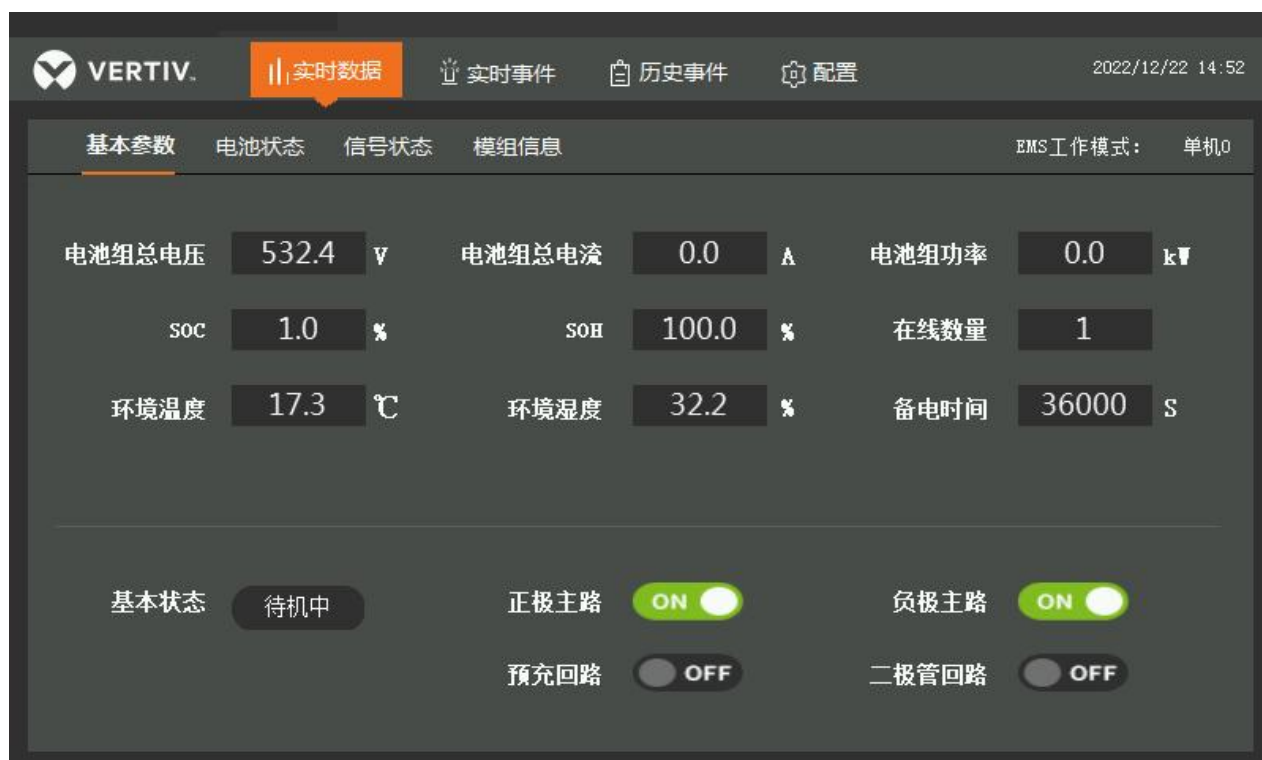 VERTIV. 实时数据 实时事件 历史事件 配置 2022/12/22 14:52
基本参数 电池状态 信号状态 模组信息 EMS工作模式: 单机0
电池组总电压 532.4 V 电池组总电流 0.0 A 电池组功率 0.0 kW
SOC 1.0 % SOH 100.0 % 在线数量 1
环境温度 17.3 ℃ 环境湿度 32.2 % 备电时间 36000 S
基本状态 待机中 正极主路 ON 负极主路 ON
预充回路 OFF 二极管回路 OFF